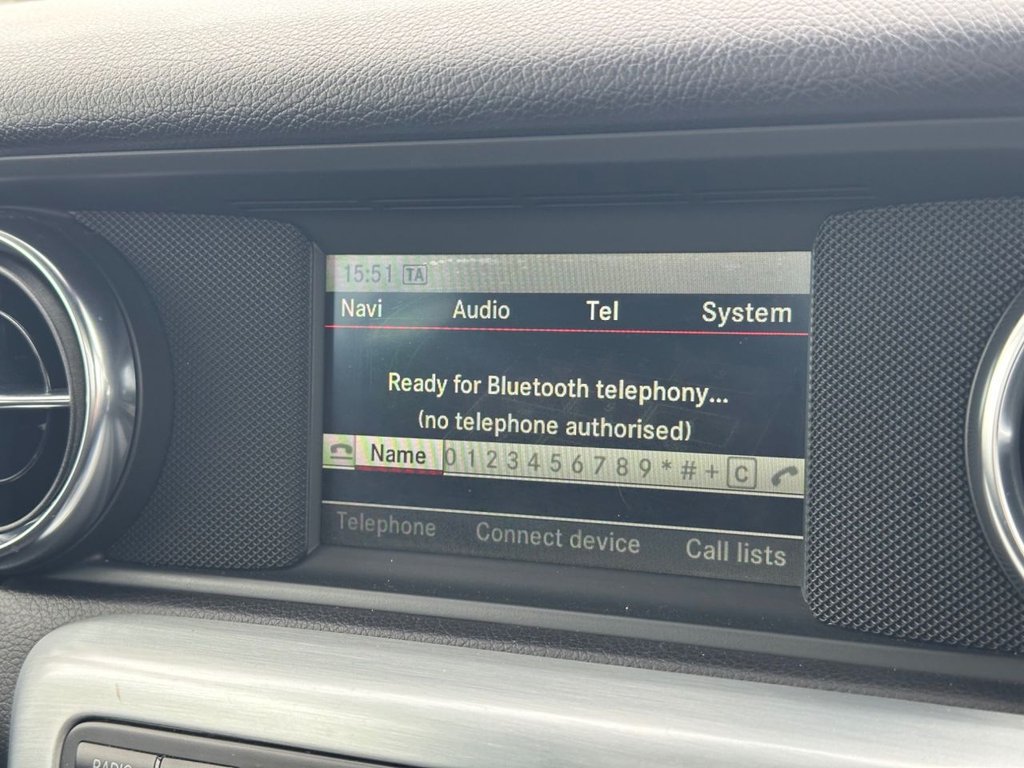 15:51 TA
Navi Audio Tel System
Ready for Bluetooth telephony...
(no telephone authorised)
Name 0 1 2 3 4 5 6 7 8 9 * # + C
Telephone Connect device Call lists
RADIO